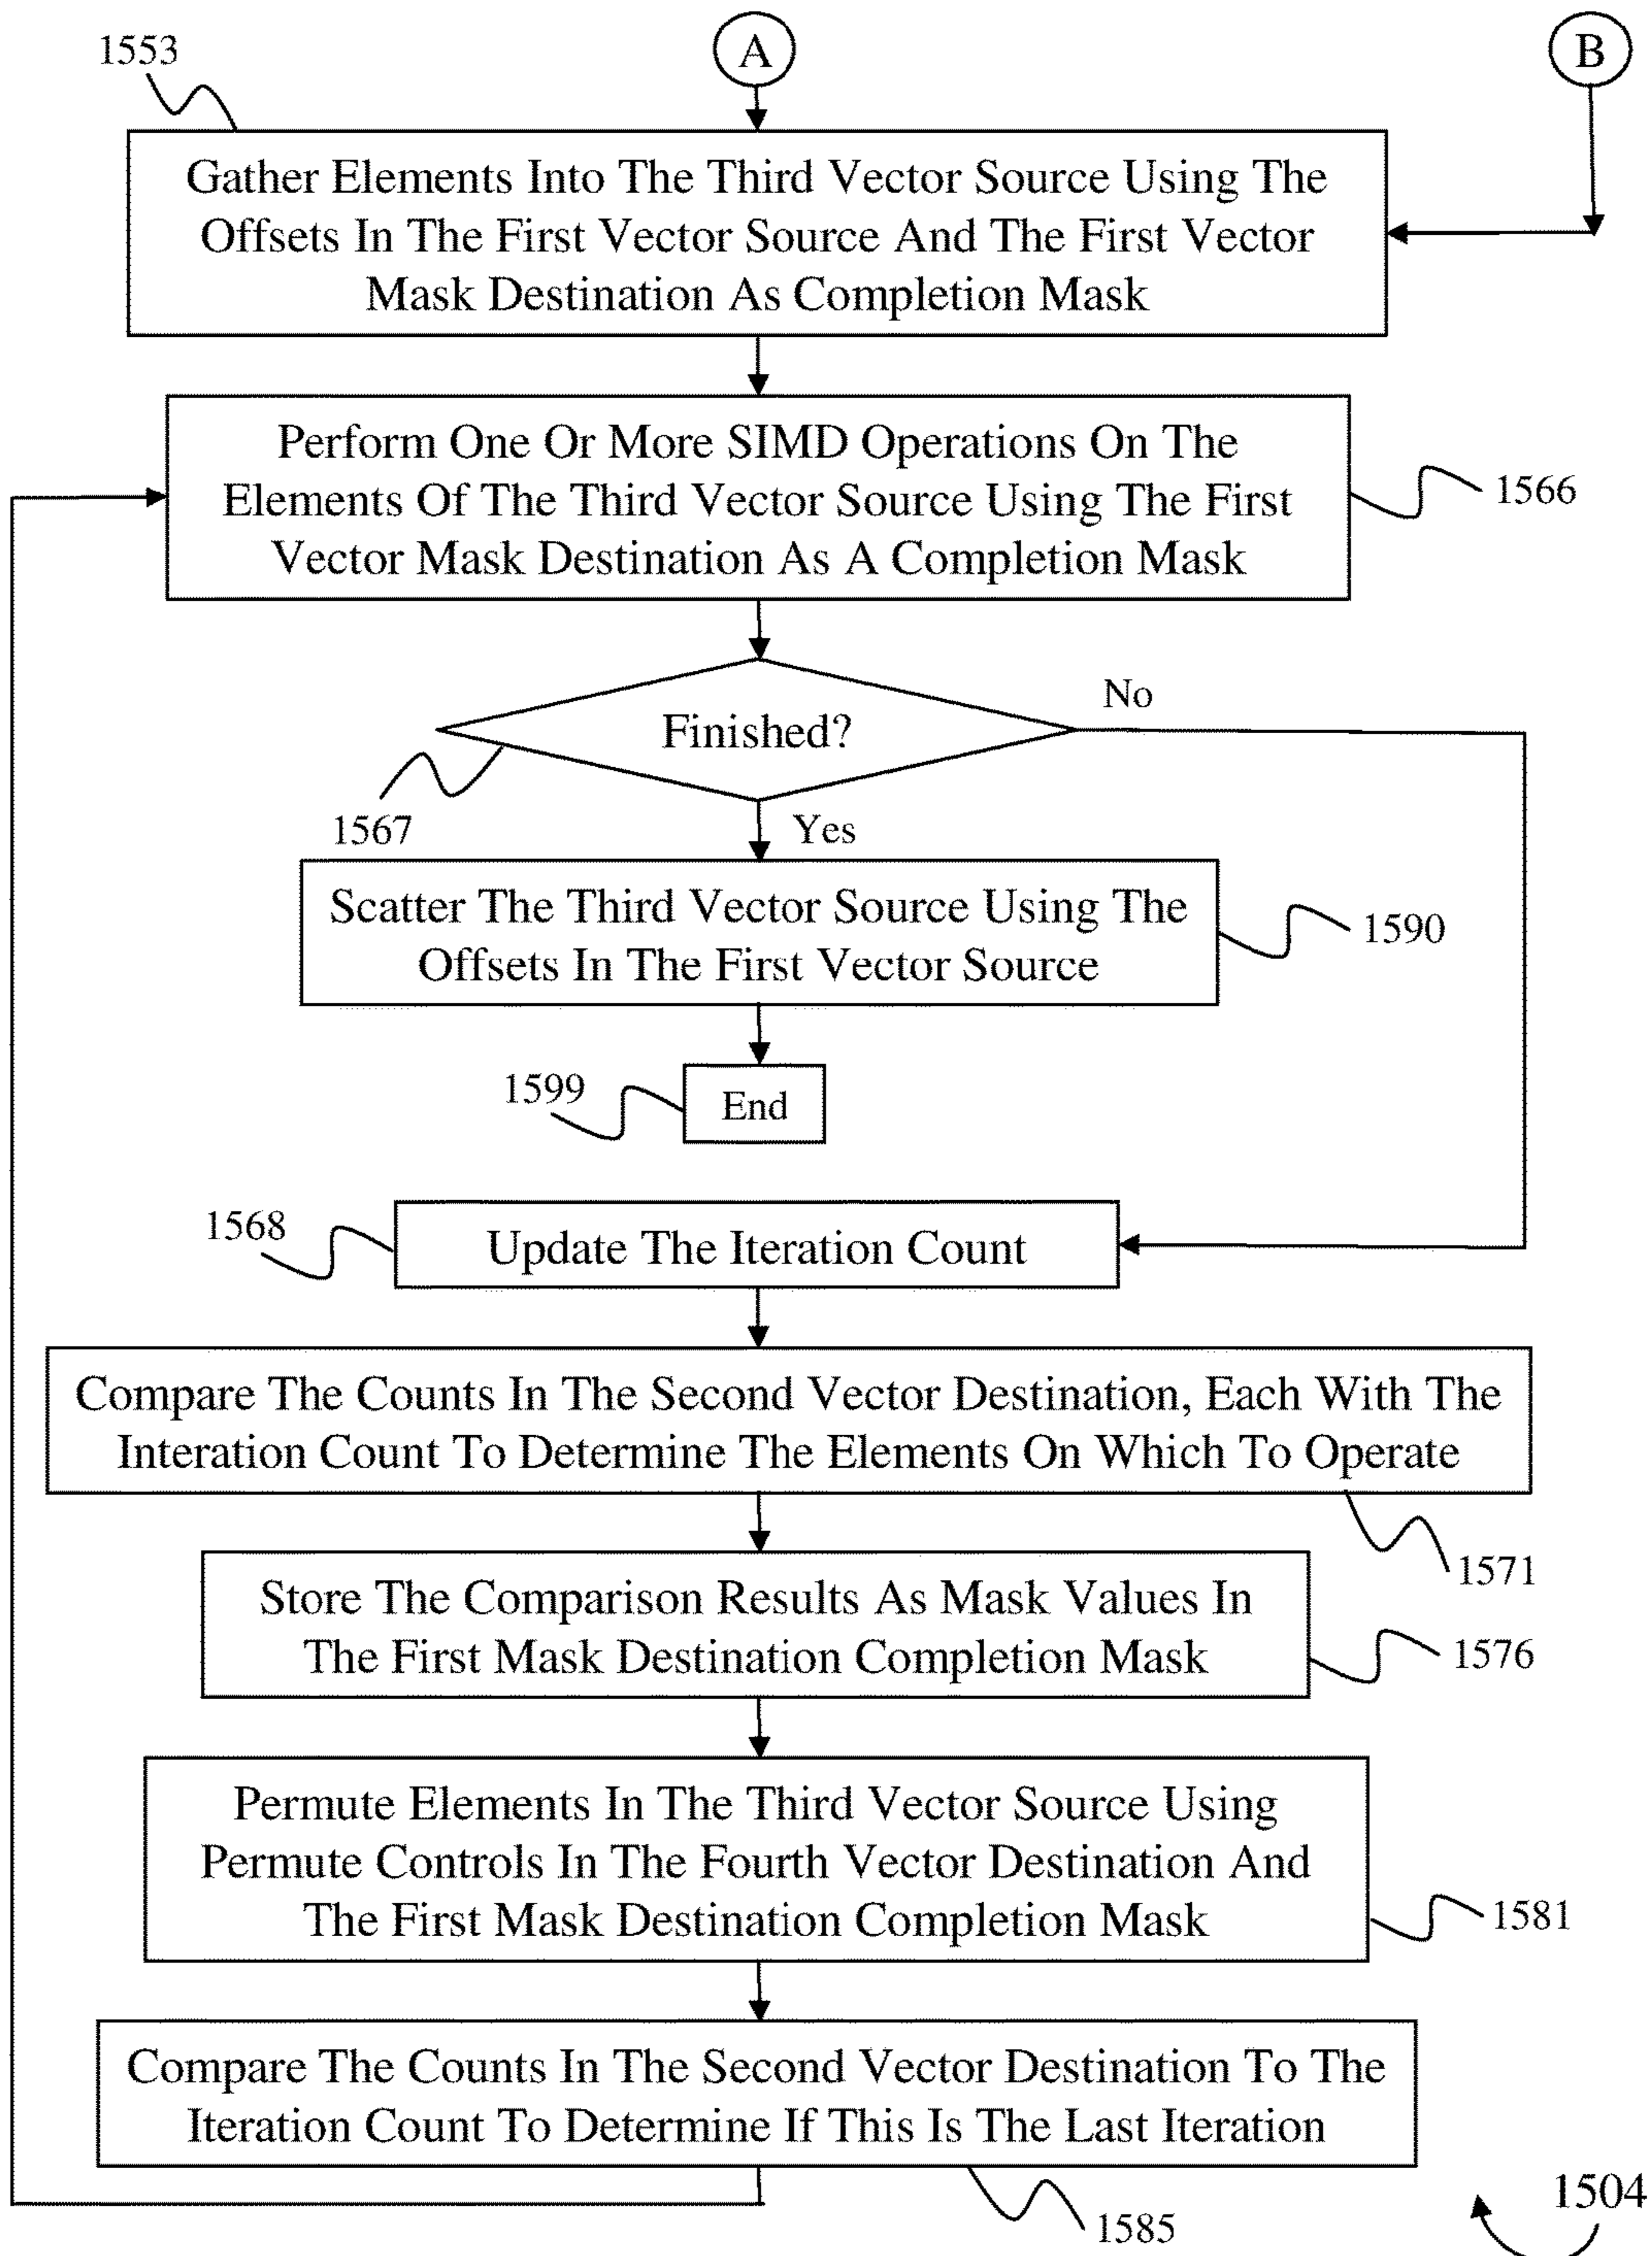 1553
A
B
Gather Elements Into The Third Vector Source Using The
Offsets In The First Vector Source And The First Vector
Mask Destination As Completion Mask
Perform One Or More SIMD Operations On The
Elements Of The Third Vector Source Using The First
Vector Mask Destination As A Completion Mask
1566
No
Finished?
1567
Yes
Scatter The Third Vector Source Using The
Offsets In The First Vector Source
1590
1599
End
1568
Update The Iteration Count
Compare The Counts In The Second Vector Destination, Each With The
Interation Count To Determine The Elements On Which To Operate
1571
Store The Comparison Results As Mask Values In
The First Mask Destination Completion Mask
1576
Permute Elements In The Third Vector Source Using
Permute Controls In The Fourth Vector Destination And
The First Mask Destination Completion Mask
1581
Compare The Counts In The Second Vector Destination To The
Iteration Count To Determine If This Is The Last Iteration
1585
1504